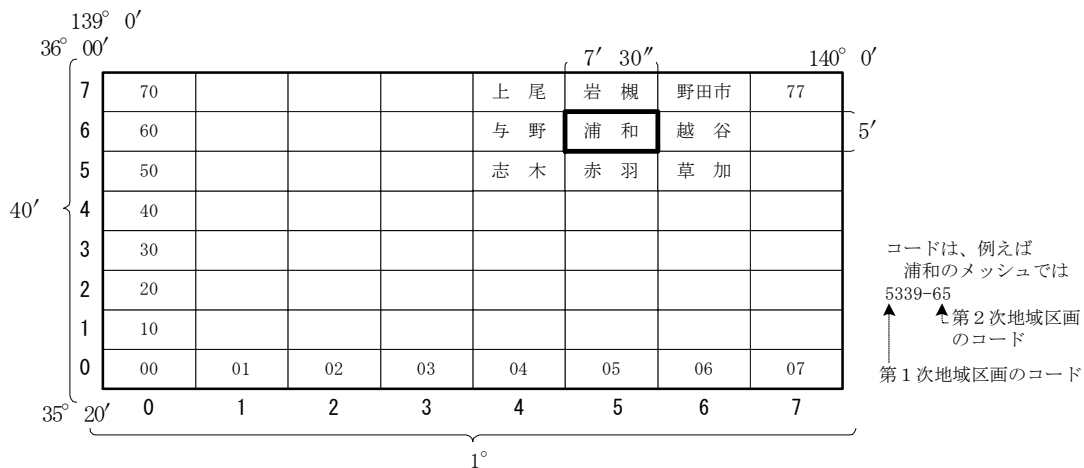 139° 0′
36° 00′
7′ 30″
140° 0′
7 70 上 尾 岩 槻 野田市 77
6 60 与 野 浦 和 越 谷 5′
5 50 志 木 赤 羽 草 加
40′
4 40
3 30
2 20
1 10
0 00 01 02 03 04 05 06 07
35° 20′
0 1 2 3 4 5 6 7
1°
コードは、例えば
浦和のメッシュでは
5339-65
第2次地域区画
のコード
第1次地域区画のコード